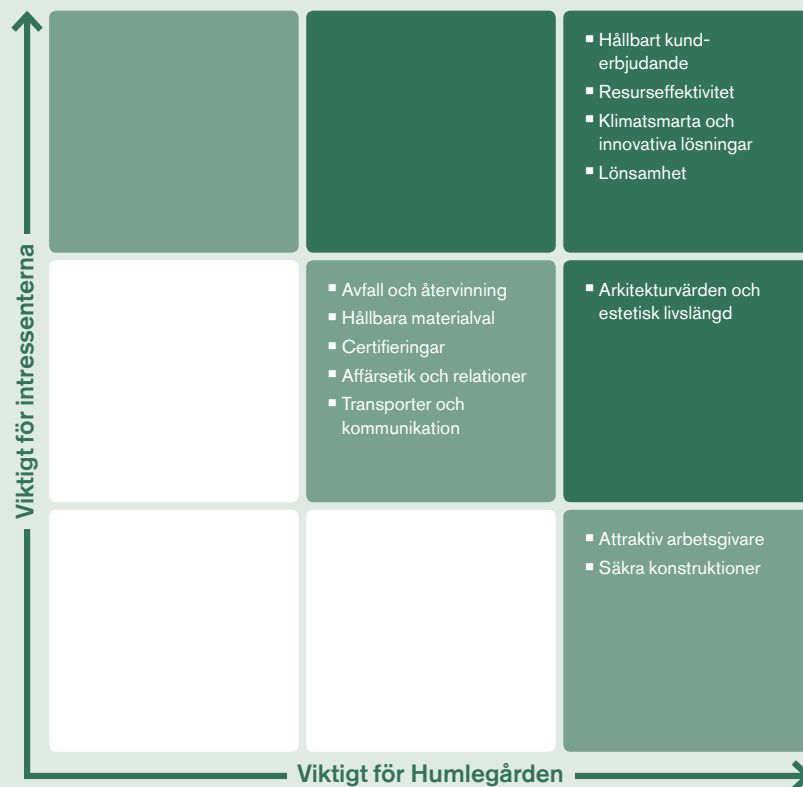 Viktigt för intressenterna
▪ Hållbart kund-
erbjudande
▪ Resurseffektivitet
▪ Klimatsmarta och
innovativa lösningar
▪ Lönsamhet
▪ Avfall och återvinning
▪ Hållbara materialval
▪ Certifieringar
▪ Affärsetik och relationer
▪ Transporter och
kommunikation
▪ Arkitekturvärden och
estetisk livslängd
▪ Attraktiv arbetsgivare
▪ Säkra konstruktioner
Viktigt för Humlegården